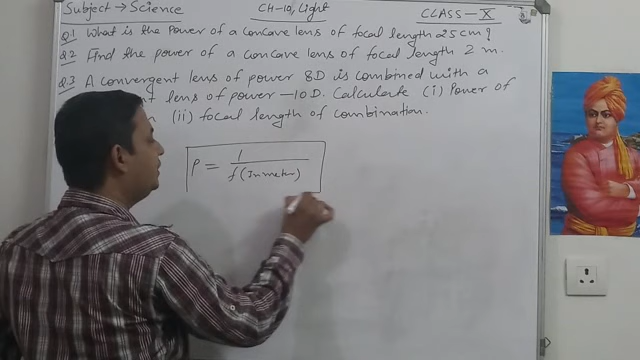 Subject → Science CH-10, Light CLASS - X
Q.1 What is the power of a concave lens of focal length 25 cm?
Q.2 Find the power of a concave lens of focal length 2 m.
Q.3 A convergent lens of power 8D is combined with a
lens of power -10 D. Calculate (i) Power of
(ii) focal length of combination.
P = 1 / f (In meter)